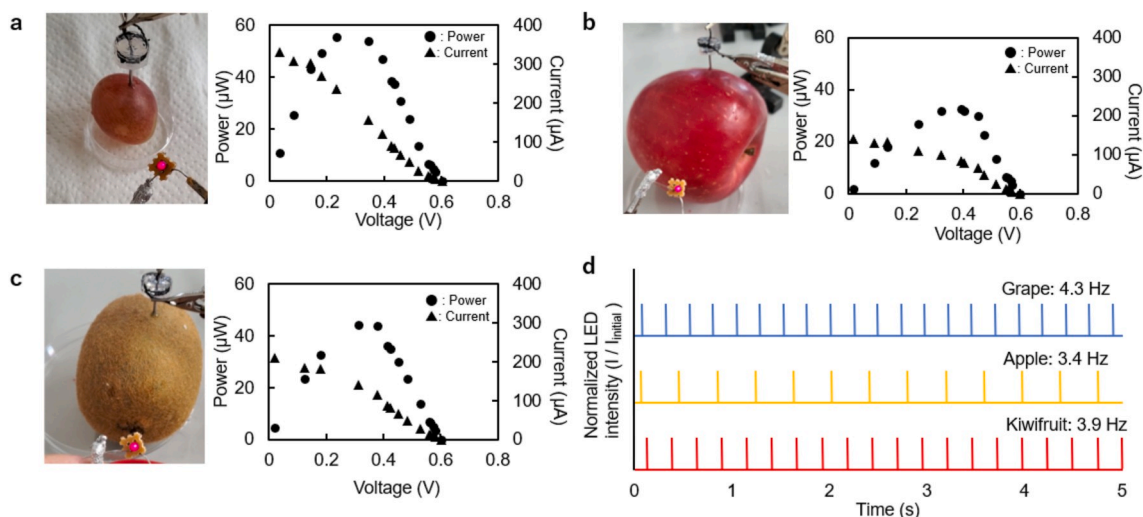 a
60
40
20
0
Power (μW)
400
300
200
100
0
Current (μA)
: Power
: Current
0
0.2
0.4
0.6
0.8
Voltage (V)
b
60
40
20
0
Power (μW)
400
300
200
100
0
Current (μA)
: Power
: Current
0
0.2
0.4
0.6
0.8
Voltage (V)
c
60
40
20
0
Power (μW)
400
300
200
100
0
Current (μA)
: Power
: Current
0
0.2
0.4
0.6
0.8
Voltage (V)
d
Normalized LED
intensity (I / Iinitial)
Grape: 4.3 Hz
Apple: 3.4 Hz
Kiwifruit: 3.9 Hz
0
1
2
3
4
5
Time (s)